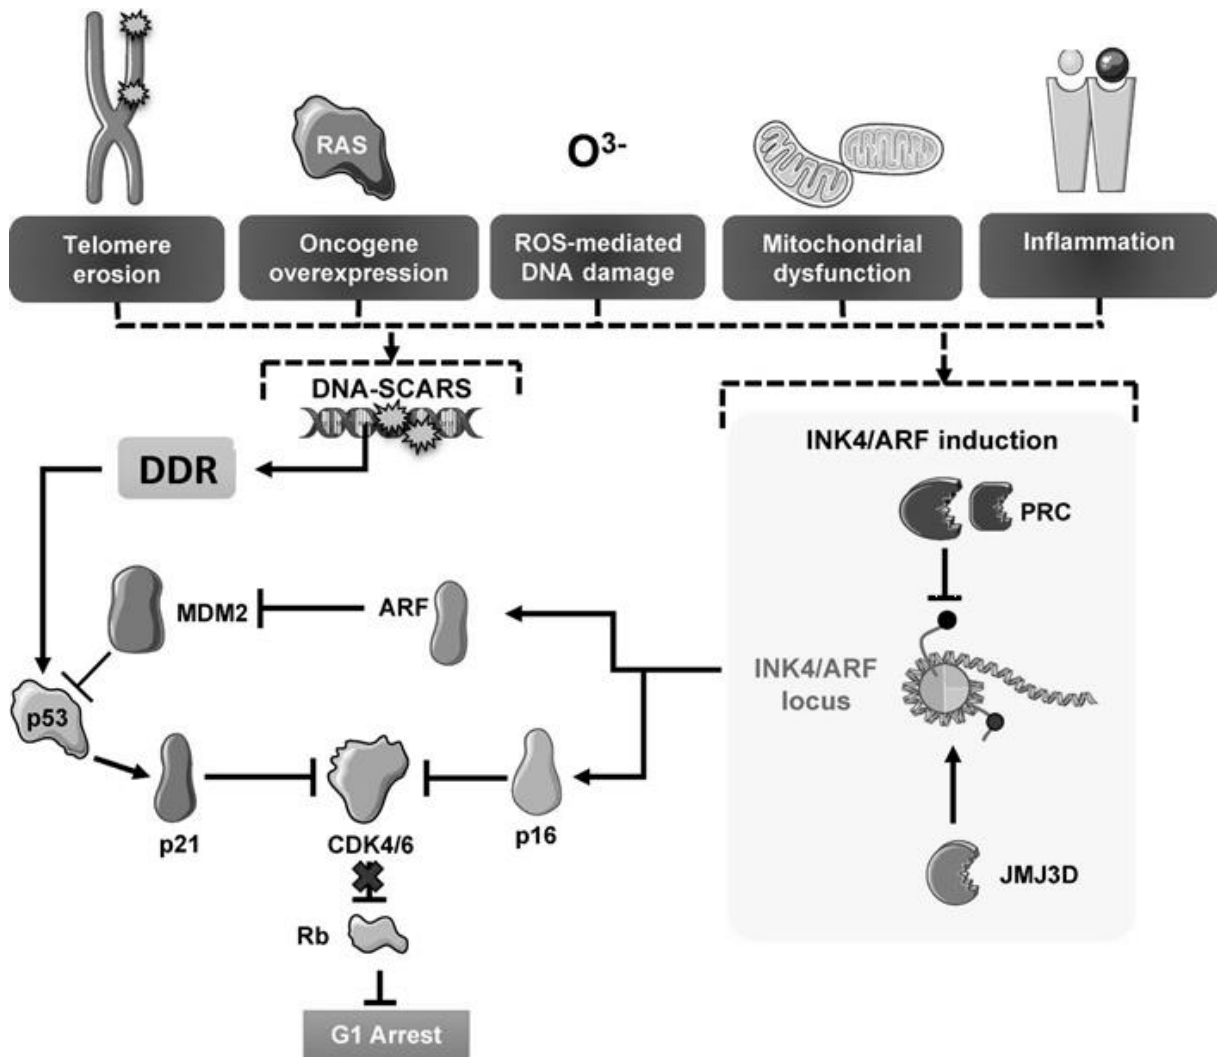 RAS
O³⁻
Telomere
erosion
Oncogene
overexpression
ROS-mediated
DNA damage
Mitochondrial
dysfunction
Inflammation
DNA-SCARS
DDR
INK4/ARF induction
PRC
MDM2
ARF
INK4/ARF
locus
p53
p21
CDK4/6
p16
JMJ3D
Rb
G1 Arrest